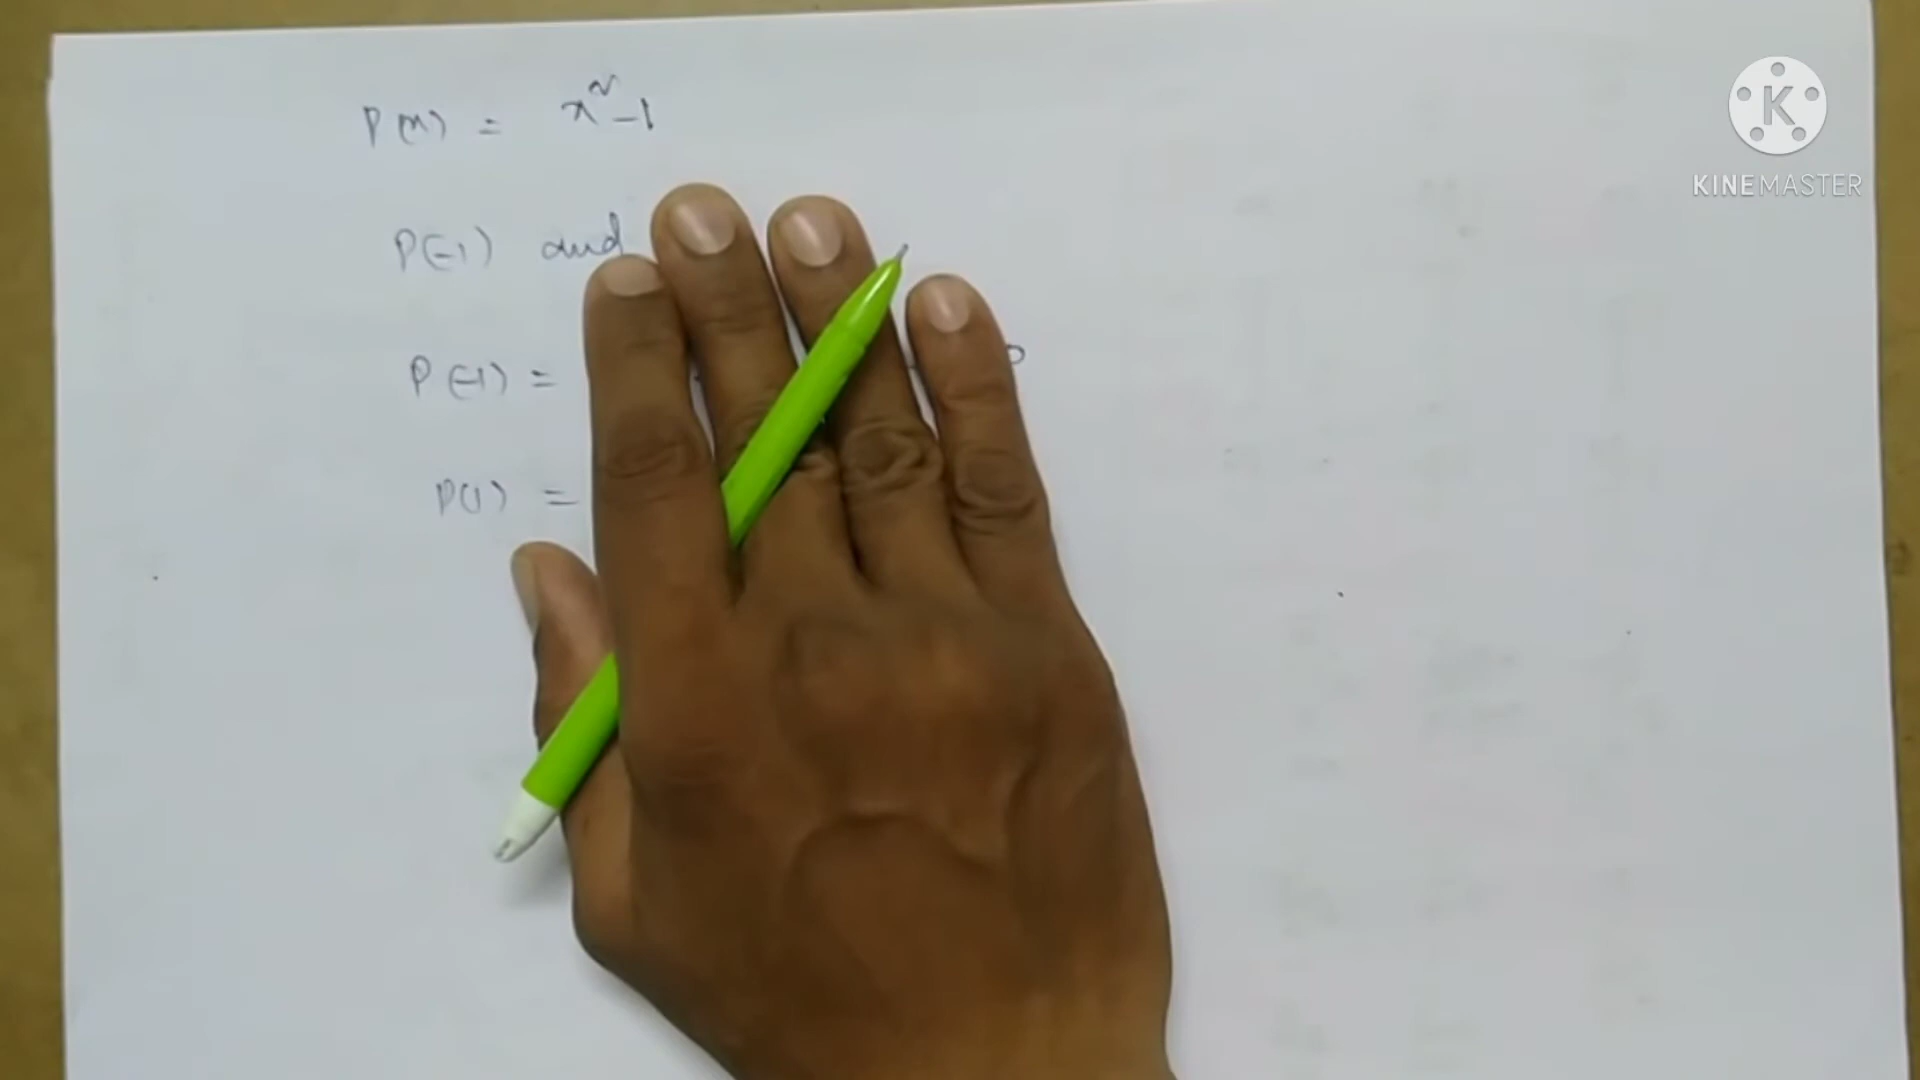 P(x) = x² - 1
P(-1) and
P(-1) =
P(1) =
K
KINEMASTER